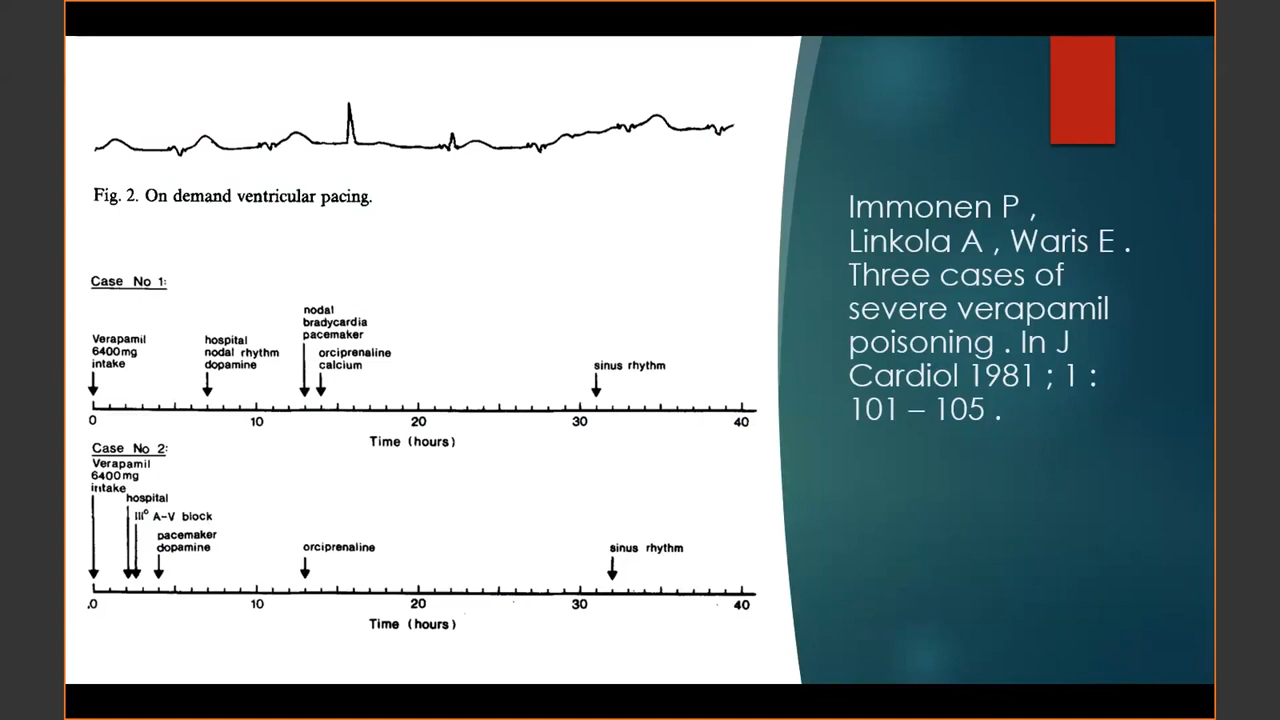 Fig. 2. On demand ventricular pacing.
Case No 1:
Verapamil
6400mg
intake
hospital
nodal rhythm
dopamine
nodal
bradycardia
pacemaker
orciprenaline
calcium
sinus rhythm
0 10 20 30 40
Time (hours)
Case No 2:
Verapamil
6400mg
intake
hospital
III° A-V block
pacemaker
dopamine
orciprenaline
sinus rhythm
.0 10 20 30 40
Time (hours)
Immonen P ,
Linkola A , Waris E .
Three cases of
severe verapamil
poisoning . In J
Cardiol 1981 ; 1 :
101 – 105 .